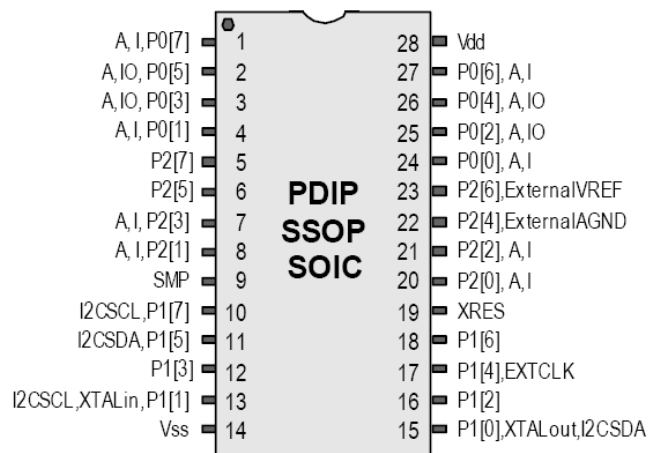 A, I, P0[7] 1 28 Vdd
A, IO, P0[5] 2 27 P0[6], A, I
A, IO, P0[3] 3 26 P0[4], A, IO
A, I, P0[1] 4 25 P0[2], A, IO
P2[7] 5 24 P0[0], A, I
P2[5] 6 PDIP 23 P2[6], ExternalVREF
A, I, P2[3] 7 SSOP 22 P2[4], ExternalAGND
A, I, P2[1] 8 SOIC 21 P2[2], A, I
SMP 9 20 P2[0], A, I
I2CSCL, P1[7] 10 19 XRES
I2CSDA, P1[5] 11 18 P1[6]
P1[3] 12 17 P1[4], EXTCLK
I2CSCL, XTALin, P1[1] 13 16 P1[2]
Vss 14 15 P1[0], XTALout, I2CSDA